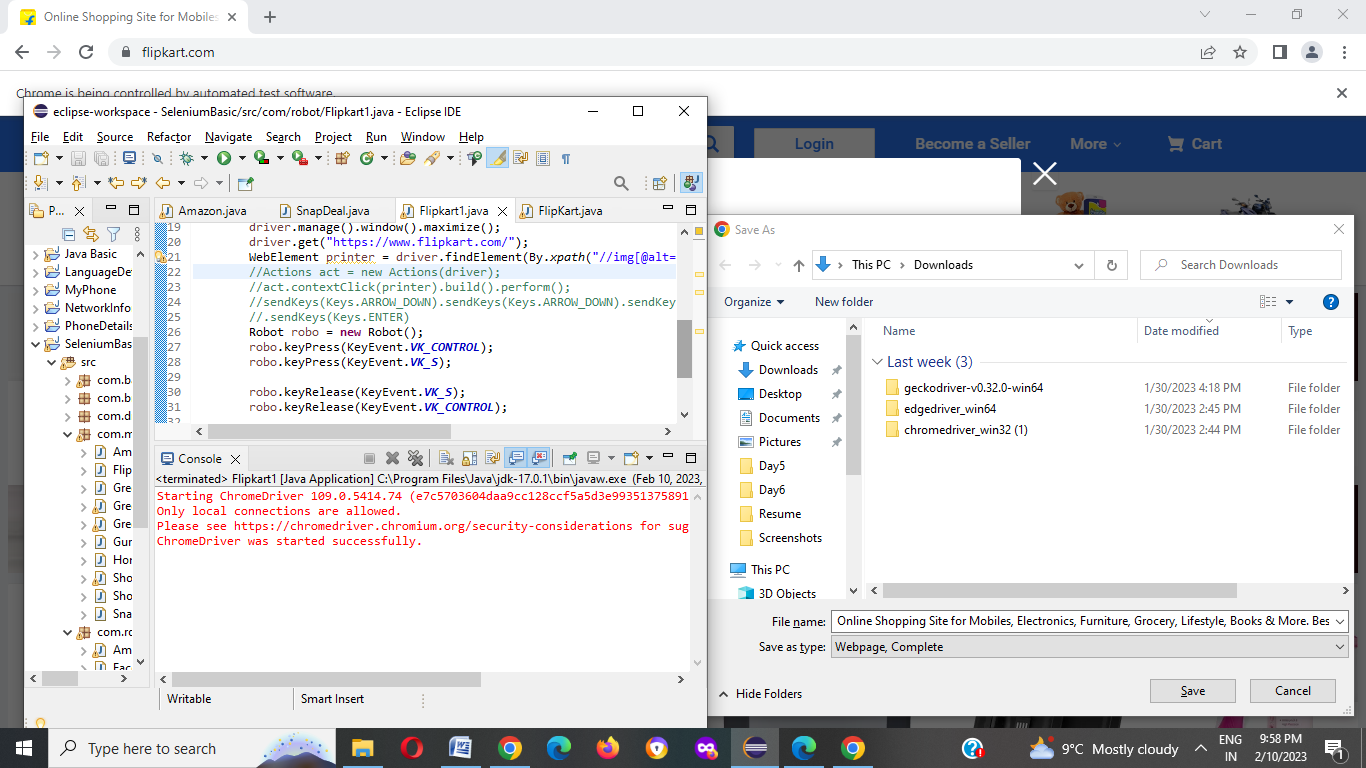 Online Shopping Site for Mobiles
flipkart.com
Chrome is being controlled by automated test software.
Login
Become a Seller
More
Cart
eclipse-workspace - SeleniumBasic/src/com/robot/Flipkart1.java - Eclipse IDE
File Edit Source Refactor Navigate Search Project Run Window Help
P...
Amazon.java
SnapDeal.java
Flipkart1.java
FlipKart.java
Java Basic
LanguageDe
MyPhone
NetworkInfo
PhoneDetails
SeleniumBas
src
com.b
com.b
com.d
com.m
Am
Flip
Gre
Gre
Gre
Gur
Hor
Sho
Sho
Sna
com.rc
Am
Fac
19 driver.manage().window().maximize();
20 driver.get("https://www.flipkart.com/");
21 WebElement printer = driver.findElement(By.xpath("//img[@alt=
22 //Actions act = new Actions(driver);
23 //act.contextClick(printer).build().perform();
24 //sendKeys(Keys.ARROW_DOWN).sendKeys(Keys.ARROW_DOWN).sendKey
25 //.sendKeys(Keys.ENTER)
26 Robot robo = new Robot();
27 robo.keyPress(KeyEvent.VK_CONTROL);
28 robo.keyPress(KeyEvent.VK_S);
29
30 robo.keyRelease(KeyEvent.VK_S);
31 robo.keyRelease(KeyEvent.VK_CONTROL);
32
Console
<terminated> Flipkart1 [Java Application] C:\Program Files\Java\jdk-17.0.1\bin\javaw.exe (Feb 10, 2023,
Starting ChromeDriver 109.0.5414.74 (e7c5703604daa9cc128ccf5a5d3e99351375891
Only local connections are allowed.
Please see https://chromedriver.chromium.org/security-considerations for sug
ChromeDriver was started successfully.
Writable
Smart Insert
Save As
This PC
Downloads
Search Downloads
Organize
New folder
Quick access
Downloads
Desktop
Documents
Pictures
Day5
Day6
Resume
Screenshots
This PC
3D Objects
Name Date modified Type
Last week (3)
geckodriver-v0.32.0-win64 1/30/2023 4:18 PM File folder
edgedriver_win64 1/30/2023 2:45 PM File folder
chromedriver_win32 (1) 1/30/2023 2:44 PM File folder
File name: Online Shopping Site for Mobiles, Electronics, Furniture, Grocery, Lifestyle, Books & More. Bes
Save as type: Webpage, Complete
Hide Folders
Save
Cancel
Type here to search
9°C Mostly cloudy
ENG
IN
9:58 PM
2/10/2023
1